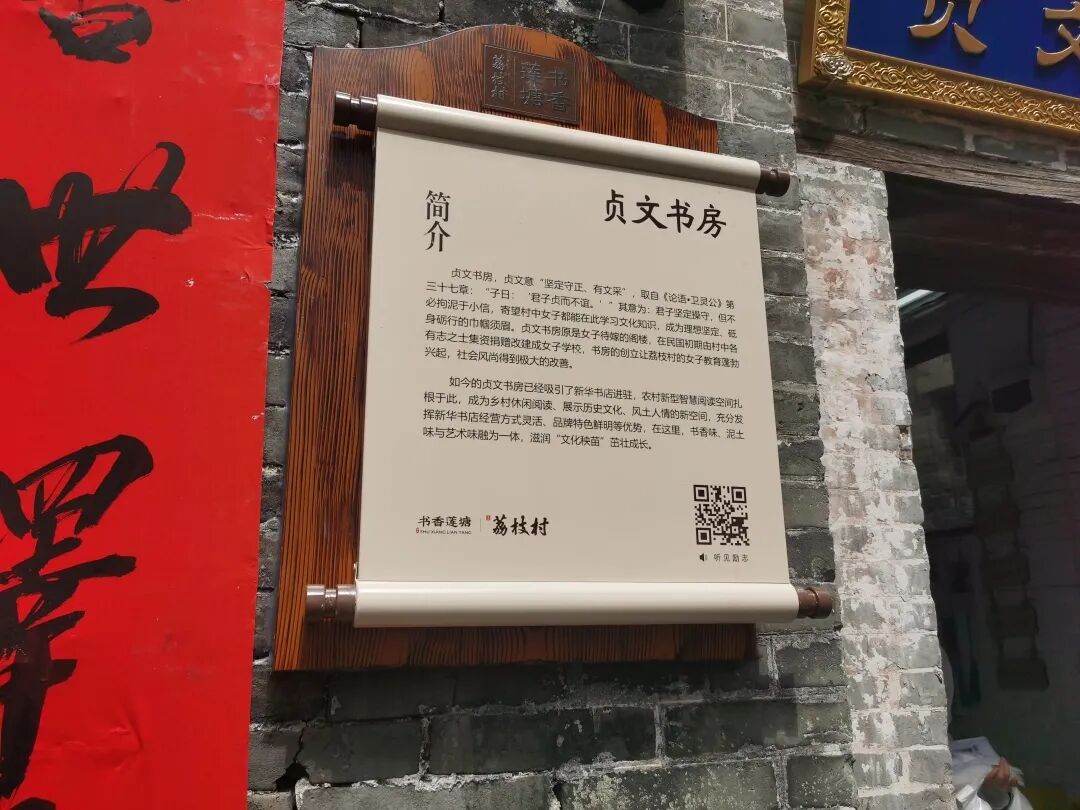 书香
莲塘
荔枝村
贞文
世
泽
简介
贞文书房
贞文书房，贞文意“坚定守正、有文采”，取自《论语•卫灵公》第
三十七章：“子曰：‘君子贞而不谅。’”其意为：君子坚定操守，但不
必拘泥于小信，寄望村中女子都能在此学习文化知识，成为理想坚定、砥
身砺行的巾帼须眉。贞文书房原是女子待嫁的阁楼，在民国初期由村中各
有志之士集资捐赠改建成女子学校，书房的创立让荔枝村的女子教育蓬勃
兴起，社会风尚得到极大的改善。
如今的贞文书房已经吸引了新华书店进驻，农村新型智慧阅读空间扎
根于此，成为乡村休闲阅读、展示历史文化、风土人情的新空间，充分发
挥新华书店经营方式灵活、品牌特色鲜明等优势，在这里，书香味、泥土
味与艺术味融为一体，滋润“文化秧苗”茁壮成长。
书香莲塘 荔枝村
SHU XIANG LIAN TANG
听见励志